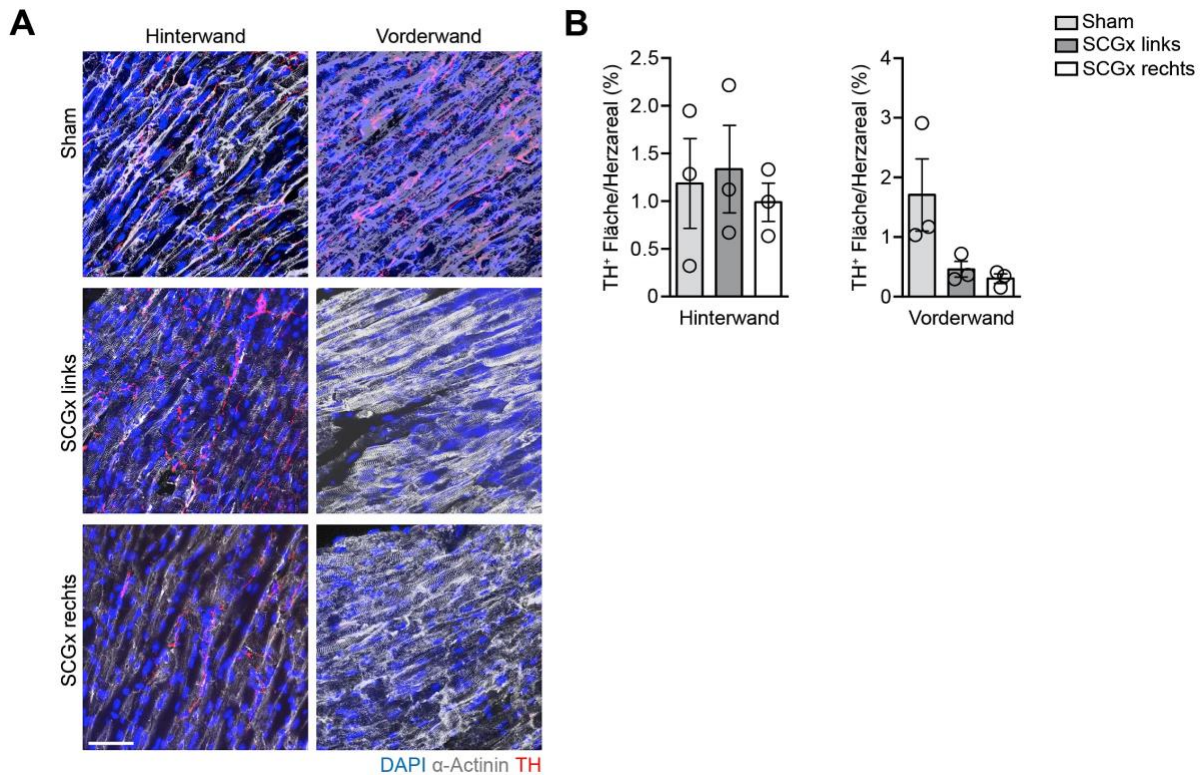 A
Hinterwand
Vorderwand
Sham
SCGx links
SCGx rechts
DAPI α-Actinin TH
B
Sham
SCGx links
SCGx rechts
TH⁺ Fläche/Herzareal (%)
2.5
2.0
1.5
1.0
0.5
0
Hinterwand
TH⁺ Fläche/Herzareal (%)
4
3
2
1
0
Vorderwand